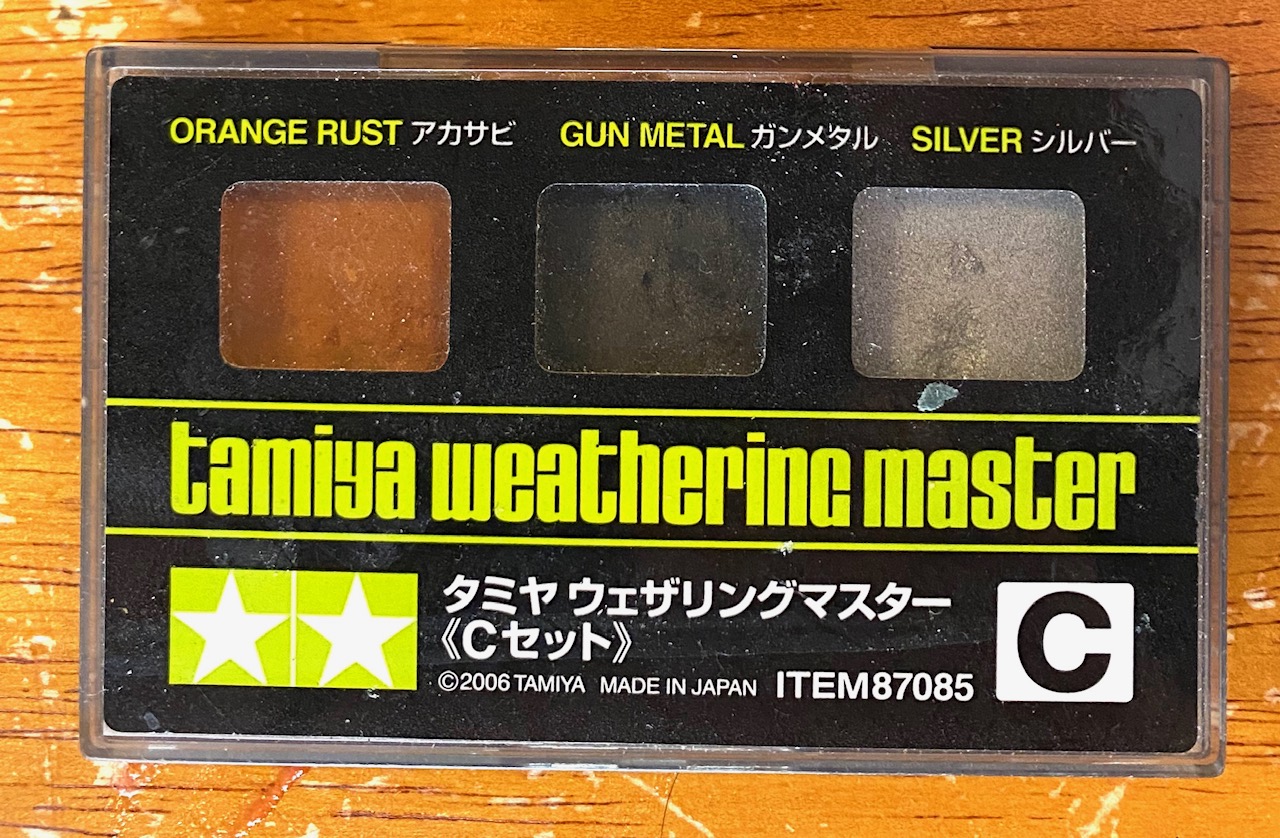 ORANGE RUST アカサビ GUN METAL ガンメタル SILVER シルバー
tamiya weathering master
タミヤ ウェザリングマスター
《Cセット》
©2006 TAMIYA MADE IN JAPAN ITEM87085
C